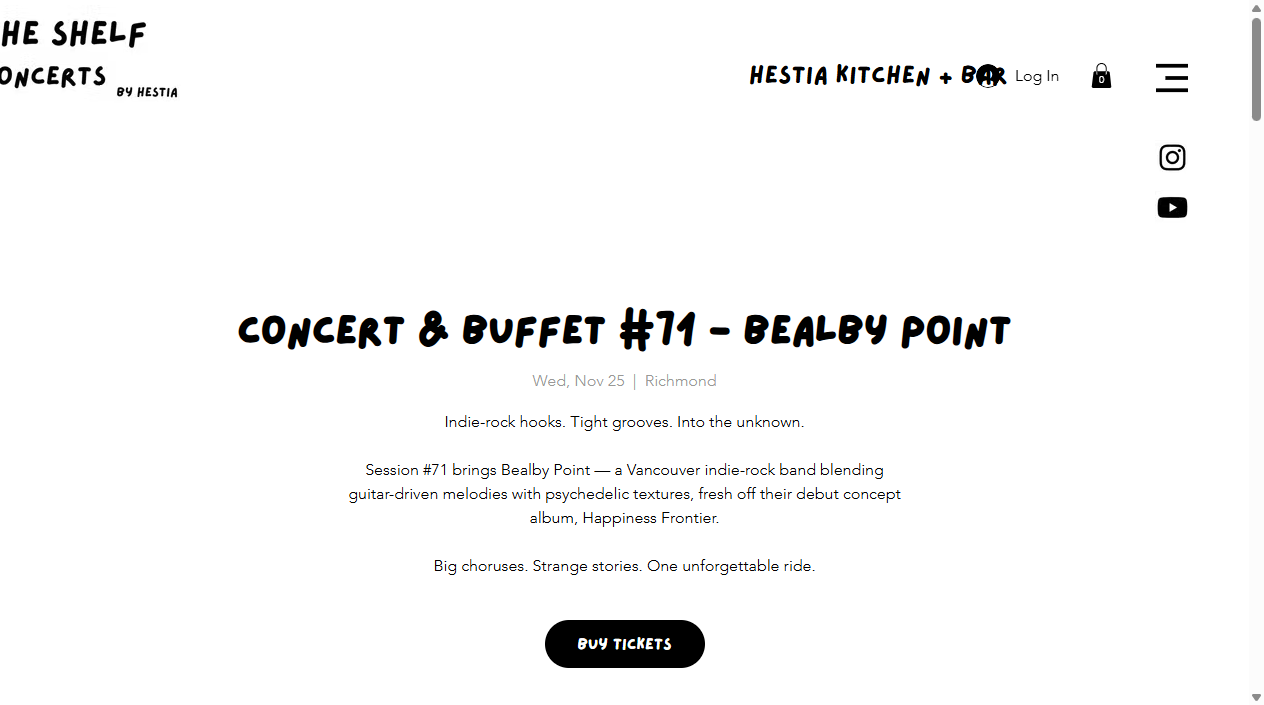 HE SHELF
ONCERTS
BY HESTIA
HESTIA KITCHEN + BAR
Log In
0
CONCERT & BUFFET #71 - BEALBY POINT
Wed, Nov 25 | Richmond
Indie-rock hooks. Tight grooves. Into the unknown.
Session #71 brings Bealby Point — a Vancouver indie-rock band blending
guitar-driven melodies with psychedelic textures, fresh off their debut concept
album, Happiness Frontier.
Big choruses. Strange stories. One unforgettable ride.
BUY TICKETS